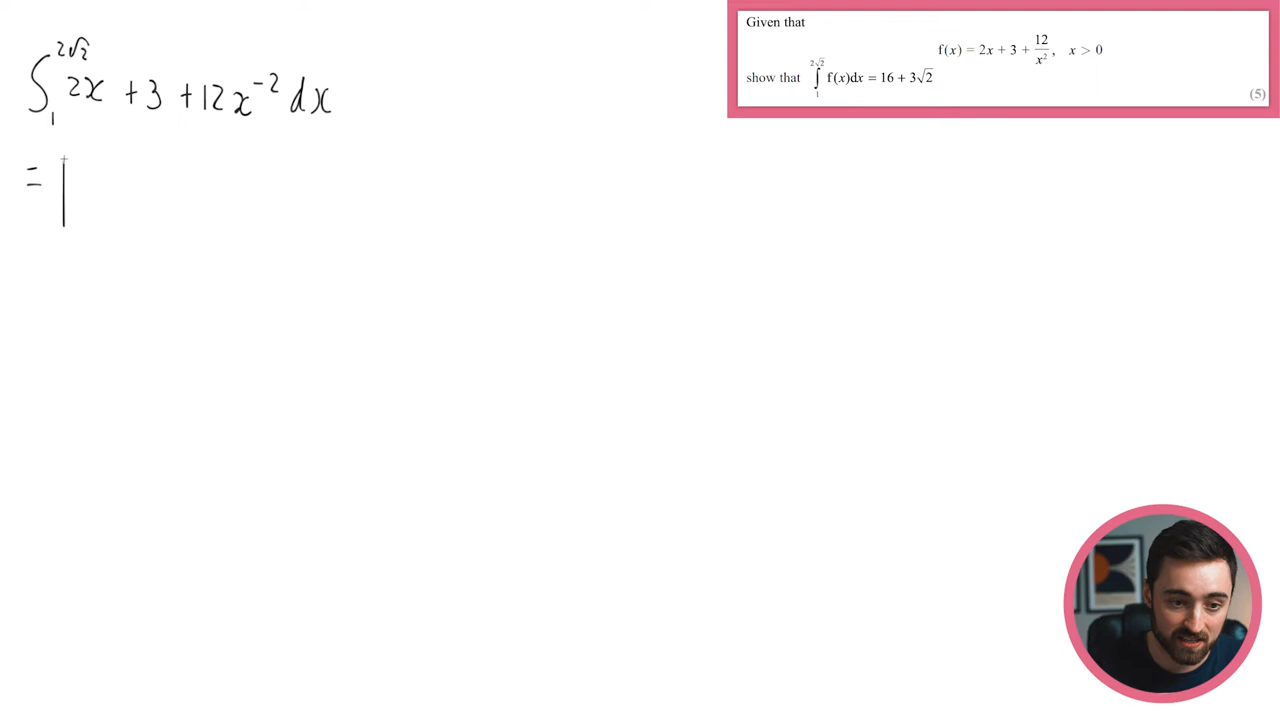 ∫₁^{2√2} 2x + 3 + 12x⁻² dx
=
Given that
f(x) = 2x + 3 + 12/x², x > 0
show that ∫₁^{2√2} f(x)dx = 16 + 3√2
(5)